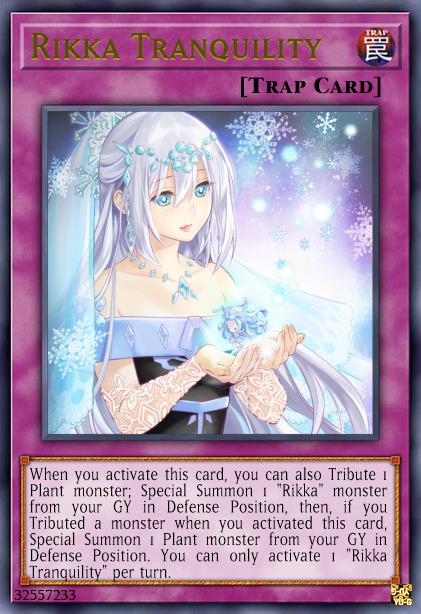 Rikka Tranquility
TRAP
罠
[Trap Card]
When you activate this card, you can also Tribute 1
Plant monster; Special Summon 1 "Rikka" monster
from your GY in Defense Position, then, if you
Tributed a monster when you activated this card,
Special Summon 1 Plant monster from your GY in
Defense Position. You can only activate 1 "Rikka
Tranquility" per turn.
32557233